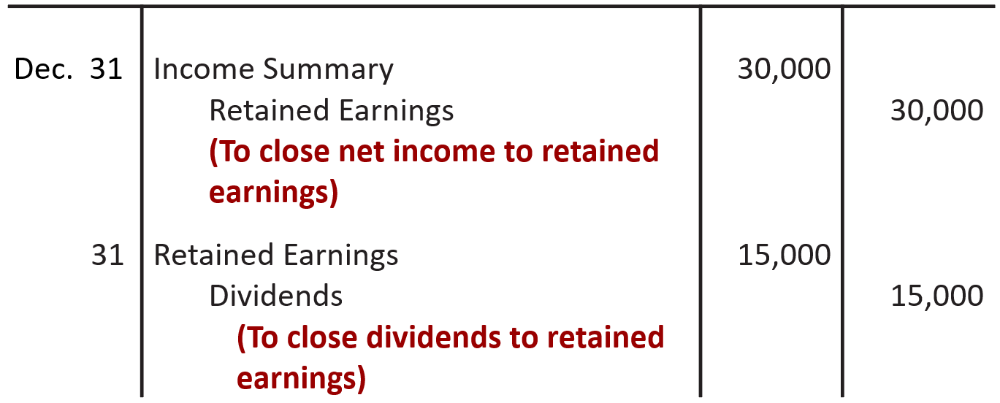 Dec. 31 Income Summary 30,000
Retained Earnings 30,000
(To close net income to retained
earnings)
31 Retained Earnings 15,000
Dividends 15,000
(To close dividends to retained
earnings)